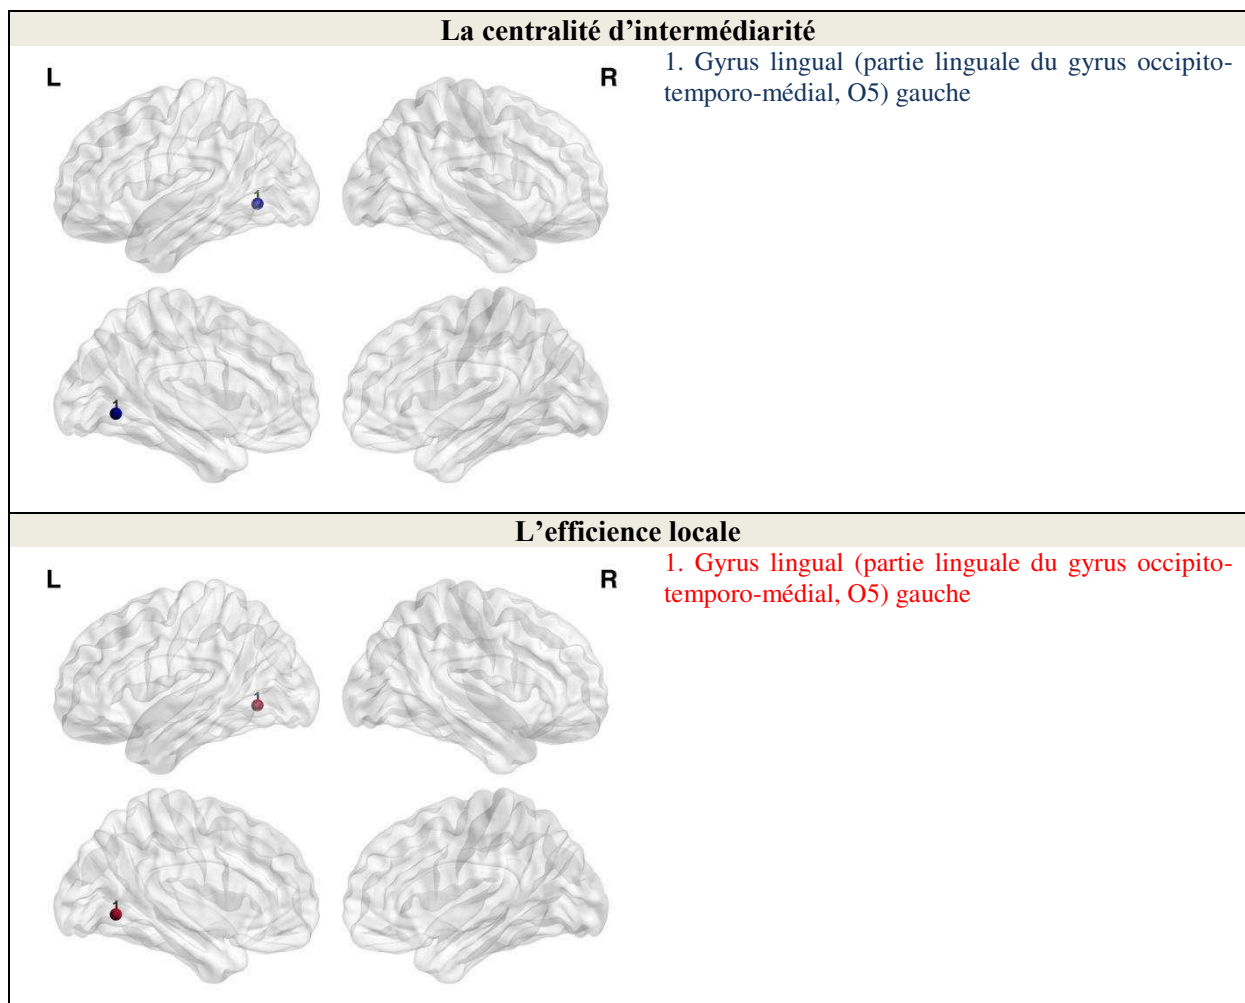 La centralité d’intermédiarité
L
R
1. Gyrus lingual (partie linguale du gyrus occipito-
temporo-médial, O5) gauche
1
1
L’efficience locale
L
R
1. Gyrus lingual (partie linguale du gyrus occipito-
temporo-médial, O5) gauche
1
1